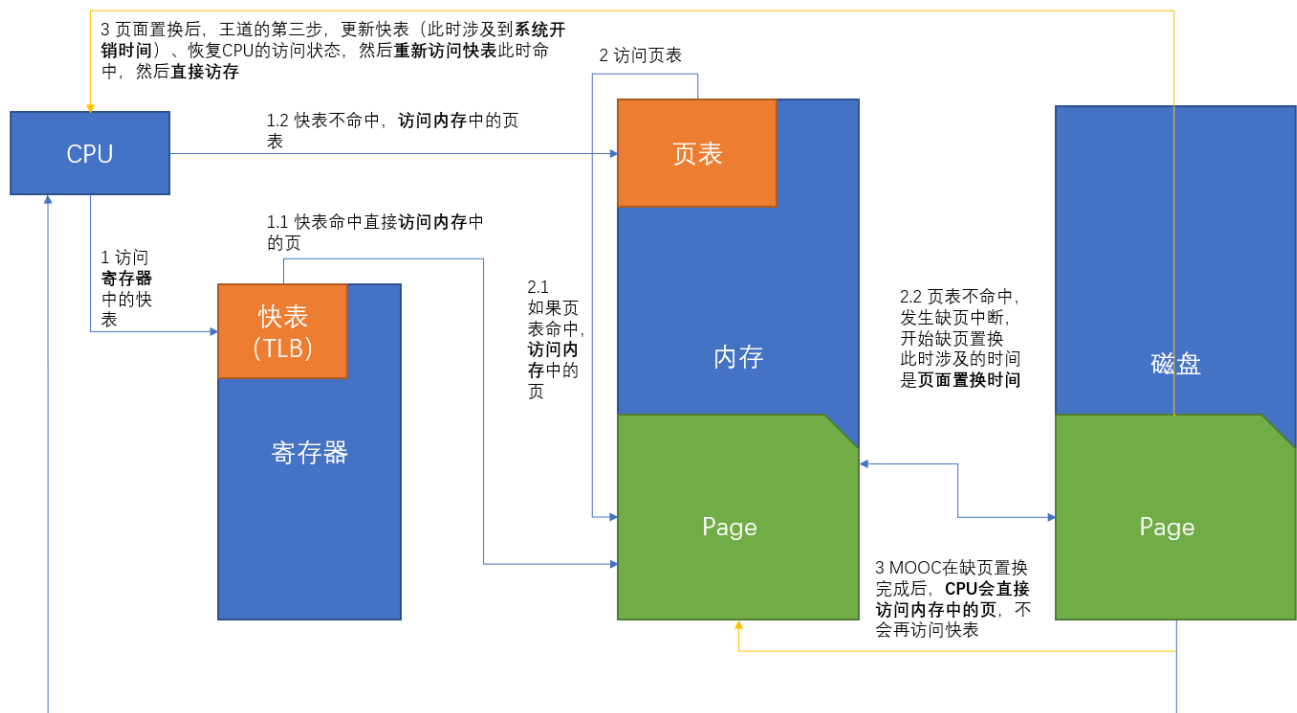 3 页面置换后，王道的第三步，更新快表（此时涉及到系统开
销时间）、恢复CPU的访问状态，然后重新访问快表此时命
中，然后直接访存
2 访问页表
CPU
1.2 快表不命中，访问内存中的页
表
页表
1.1 快表命中直接访问内存中
的页
1 访问
寄存器
中的快
表
快表
（TLB）
寄存器
2.1
如果页
表命中，
访问内
存中的
页
内存
2.2 页表不命中，
发生缺页中断，
开始缺页置换
此时涉及的时间
是页面置换时间
磁盘
Page
Page
3 MOOC在缺页置换
完成后，CPU会直接
访问内存中的页，不
会再访问快表